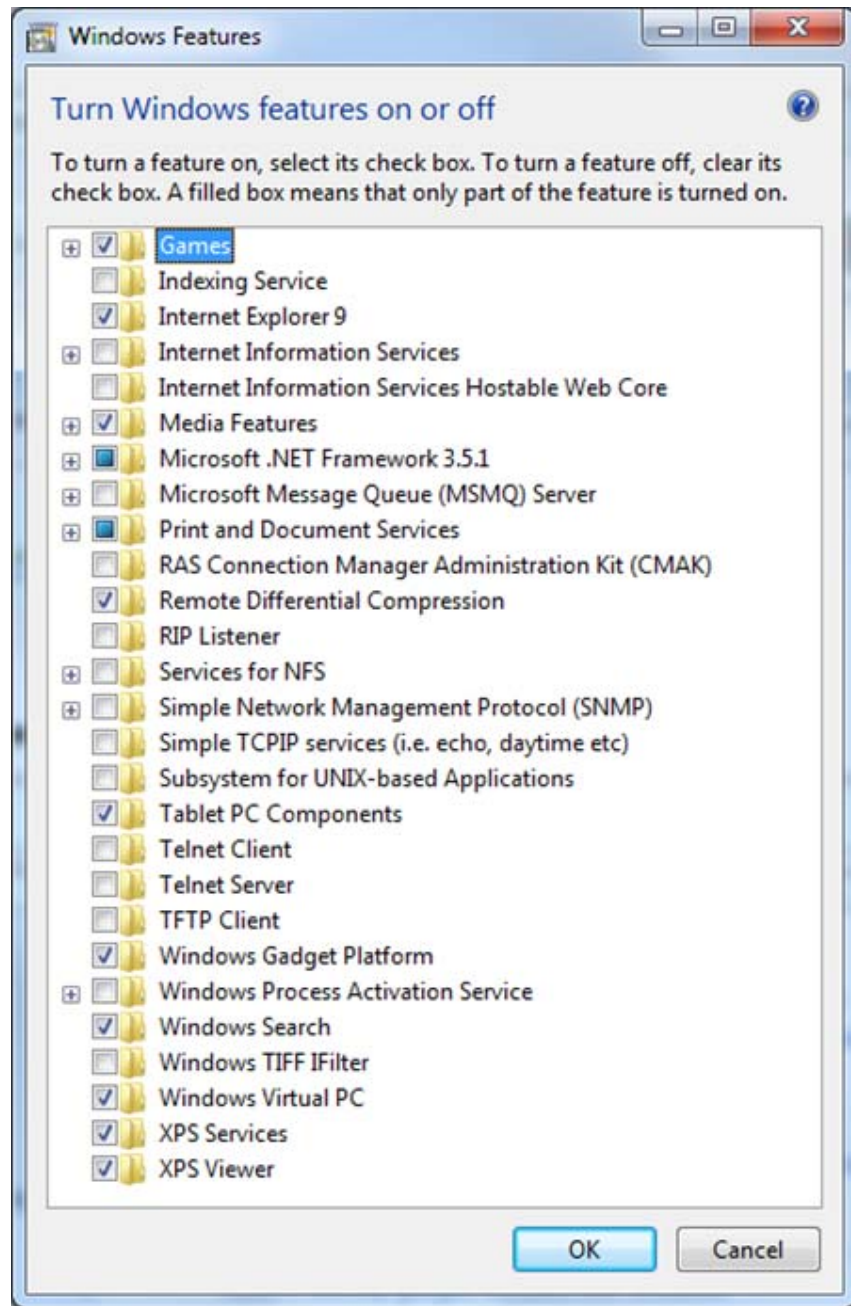 Windows Features
Turn Windows features on or off
To turn a feature on, select its check box. To turn a feature off, clear its
check box. A filled box means that only part of the feature is turned on.
Games
Indexing Service
Internet Explorer 9
Internet Information Services
Internet Information Services Hostable Web Core
Media Features
Microsoft .NET Framework 3.5.1
Microsoft Message Queue (MSMQ) Server
Print and Document Services
RAS Connection Manager Administration Kit (CMAK)
Remote Differential Compression
RIP Listener
Services for NFS
Simple Network Management Protocol (SNMP)
Simple TCPIP services (i.e. echo, daytime etc)
Subsystem for UNIX-based Applications
Tablet PC Components
Telnet Client
Telnet Server
TFTP Client
Windows Gadget Platform
Windows Process Activation Service
Windows Search
Windows TIFF IFilter
Windows Virtual PC
XPS Services
XPS Viewer
OK Cancel